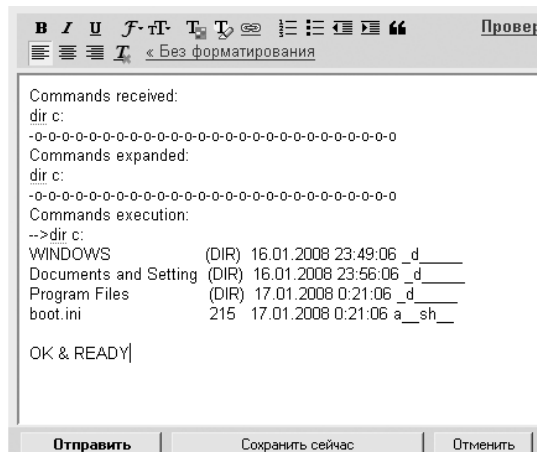 B I U F T T T Провер
T « Без форматирования
Commands received:
dir c:
-o-o-o-o-o-o-o-o-o-o-o-o-o-o-o-o-o-o-o-o-o-o-o-o-o-o-o
Commands expanded:
dir c:
-o-o-o-o-o-o-o-o-o-o-o-o-o-o-o-o-o-o-o-o-o-o-o-o-o-o-o
Commands execution:
-->dir c:
WINDOWS (DIR) 16.01.2008 23:49:06 _d_____
Documents and Setting (DIR) 16.01.2008 23:56:06 _d_____
Program Files (DIR) 17.01.2008 0:21:06 _d_____
boot.ini 215 17.01.2008 0:21:06 a__sh__
OK & READY
Отправить Сохранить сейчас Отменить